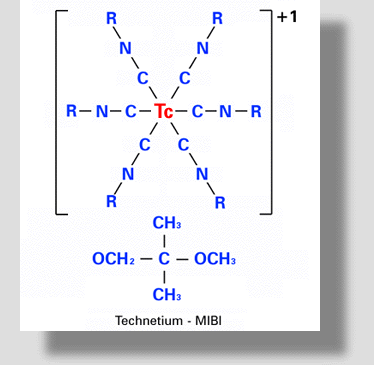 R R +1
N N
C C
R-N-C-Tc-C-N-R
C C
N N
R R
CH₃
OCH₂ - C - OCH₃
CH₃
Technetium - MIBI